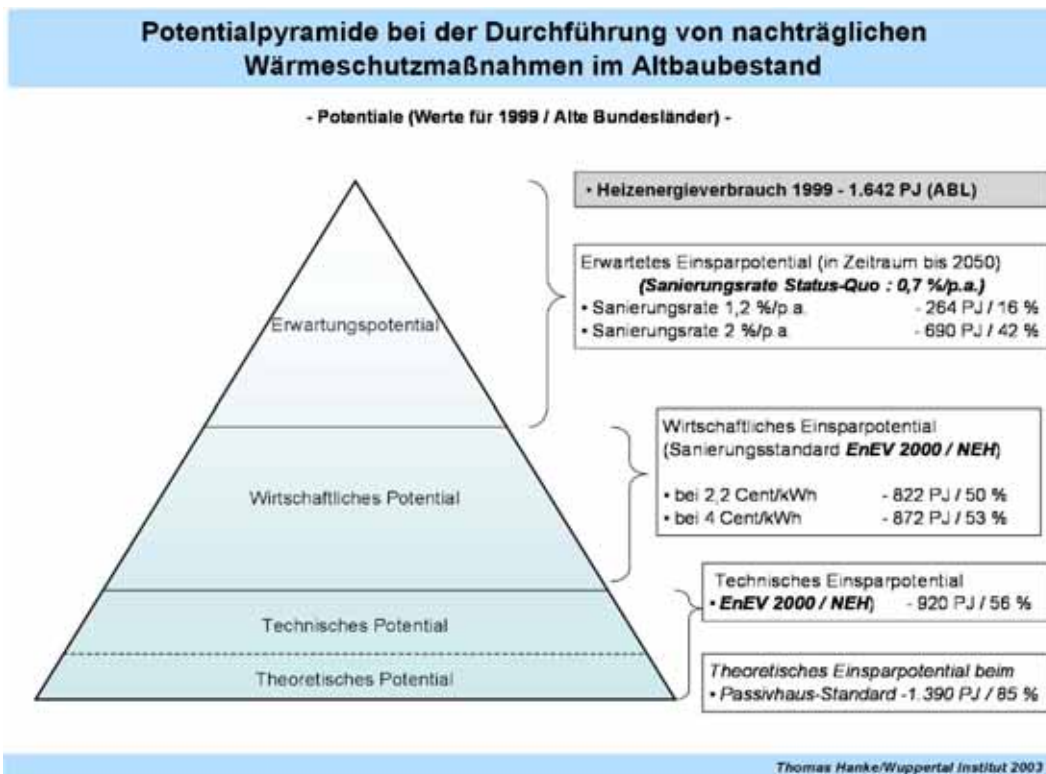 Potentialpyramide bei der Durchführung von nachträglichen
Wärmeschutzmaßnahmen im Altbaubestand
- Potentiale (Werte für 1999 / Alte Bundesländer) -
• Heizenergieverbrauch 1999 - 1.642 PJ (ABL)
Erwartetes Einsparpotential (in Zeitraum bis 2050)
(Sanierungsrate Status-Quo : 0,7 %/p.a.)
• Sanierungsrate 1,2 %/p.a. - 264 PJ / 16 %
• Sanierungsrate 2 %/p.a - 690 PJ / 42 %
Erwartungspotential
Wirtschaftliches Einsparpotential
(Sanierungsstandard EnEV 2000 / NEH)
• bei 2,2 Cent/kWh - 822 PJ / 50 %
• bei 4 Cent/kWh - 872 PJ / 53 %
Wirtschaftliches Potential
Technisches Einsparpotential
• EnEV 2000 / NEH) - 920 PJ / 56 %
Technisches Potential
Theoretisches Einsparpotential beim
• Passivhaus-Standard -1.390 PJ / 85 %
Theoretisches Potential
Thomas Hanke/Wuppertal Institut 2003